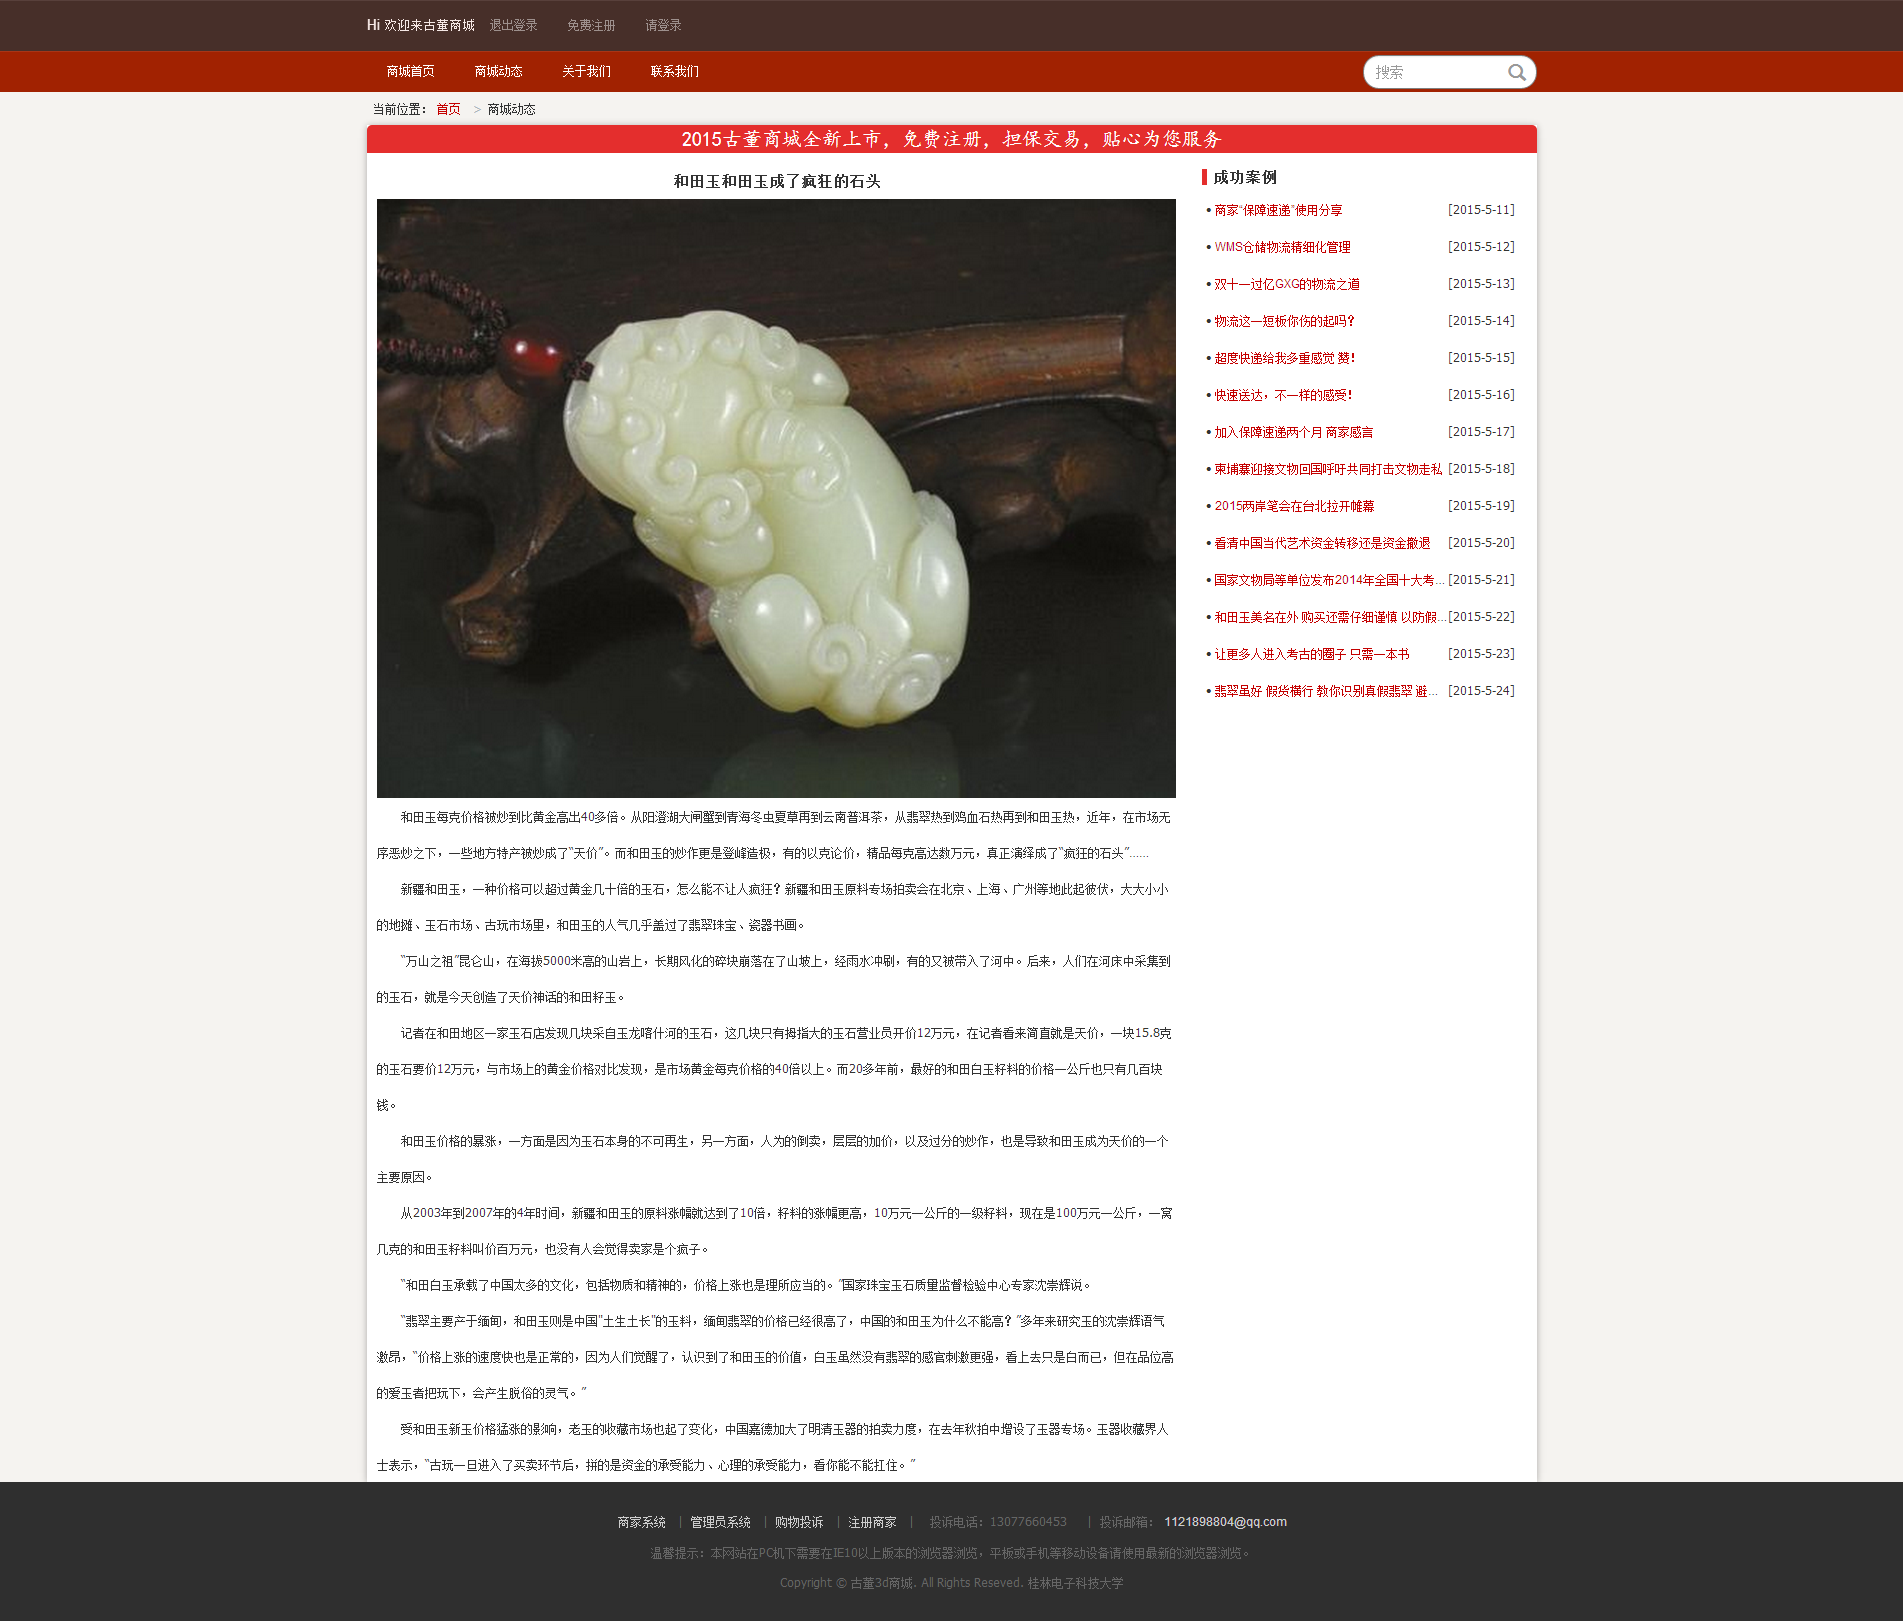 Hi 欢迎来古董商城 退出登录 免费注册 请登录
商城首页 商城动态 关于我们 联系我们 搜索
当前位置： 首页 > 商城动态
2015古董商城全新上市，免费注册，担保交易，贴心为您服务
和田玉和田玉成了疯狂的石头
和田玉每克价格被炒到比黄金高出40多倍。从阳澄湖大闸蟹到青海冬虫夏草再到云南普洱茶，从翡翠热到鸡血石热再到和田玉热，近年，在市场无
序恶炒之下，一些地方特产被炒成了“天价”。而和田玉的炒作更是登峰造极，有的以克论价，精品每克高达数万元，真正演绎成了“疯狂的石头”……
新疆和田玉，一种价格可以超过黄金几十倍的玉石，怎么能不让人疯狂？新疆和田玉原料专场拍卖会在北京、上海、广州等地此起彼伏，大大小小
的地摊、玉石市场、古玩市场里，和田玉的人气几乎盖过了翡翠珠宝、瓷器书画。
“万山之祖”昆仑山，在海拔5000米高的山岩上，长期风化的碎块崩落在了山坡上，经雨水冲刷，有的又被带入了河中。后来，人们在河床中采集到
的玉石，就是今天创造了天价神话的和田籽玉。
记者在和田地区一家玉石店发现几块采自玉龙喀什河的玉石，这几块只有拇指大的玉石营业员开价12万元，在记者看来简直就是天价，一块15.8克
的玉石要价12万元，与市场上的黄金价格对比发现，是市场黄金每克价格的40倍以上。而20多年前，最好的和田白玉籽料的价格一公斤也只有几百块
钱。
和田玉价格的暴涨，一方面是因为玉石本身的不可再生，另一方面，人为的倒卖，层层的加价，以及过分的炒作，也是导致和田玉成为天价的一个
主要原因。
从2003年到2007年的4年时间，新疆和田玉的原料涨幅就达到了10倍，籽料的涨幅更高，10万元一公斤的一级籽料，现在是100万元一公斤，一窝
几克的和田玉籽料叫价百万元，也没有人会觉得卖家是个疯子。
“和田白玉承载了中国太多的文化，包括物质和精神的，价格上涨也是理所应当的。”国家珠宝玉石质量监督检验中心专家沈崇辉说。
“翡翠主要产于缅甸，和田玉则是中国“土生土长”的玉料，缅甸翡翠的价格已经很高了，中国的和田玉为什么不能高？”多年来研究玉的沈崇辉语气
激昂，“价格上涨的速度快也是正常的，因为人们觉醒了，认识到了和田玉的价值，白玉虽然没有翡翠的感官刺激更强，看上去只是白而已，但在品位高
的爱玉者把玩下，会产生脱俗的灵气。”
受和田玉新玉价格猛涨的影响，老玉的收藏市场也起了变化，中国嘉德加大了明清玉器的拍卖力度，在去年秋拍中增设了玉器专场。玉器收藏界人
士表示，“古玩一旦进入了买卖环节后，拼的是资金的承受能力、心理的承受能力，看你能不能扛住。”
成功案例
• 商家“保障速递”使用分享 [2015-5-11]
• WMS仓储物流精细化管理 [2015-5-12]
• 双十一过亿GXG的物流之道 [2015-5-13]
• 物流这一短板你伤的起吗？ [2015-5-14]
• 超度快递给我多重感觉 赞！ [2015-5-15]
• 快速送达，不一样的感受！ [2015-5-16]
• 加入保障速递两个月 商家感言 [2015-5-17]
• 柬埔寨迎接文物回国呼吁共同打击文物走私 [2015-5-18]
• 2015两岸笔会在台北拉开帷幕 [2015-5-19]
• 看清中国当代艺术资金转移还是资金撤退 [2015-5-20]
• 国家文物局等单位发布2014年全国十大考... [2015-5-21]
• 和田玉美名在外 购买还需仔细谨慎 以防假... [2015-5-22]
• 让更多人进入考古的圈子 只需一本书 [2015-5-23]
• 翡翠虽好 假货横行 教你识别真假翡翠 避... [2015-5-24]
商家系统 | 管理员系统 | 购物投诉 | 注册商家 | 投诉电话：13077660453 | 投诉邮箱： 1121898804@qq.com
温馨提示：本网站在PC机下需要在IE10以上版本的浏览器浏览，平板或手机等移动设备请使用最新的浏览器浏览。
Copyright © 古董3d商城. All Rights Reseved. 桂林电子科技大学